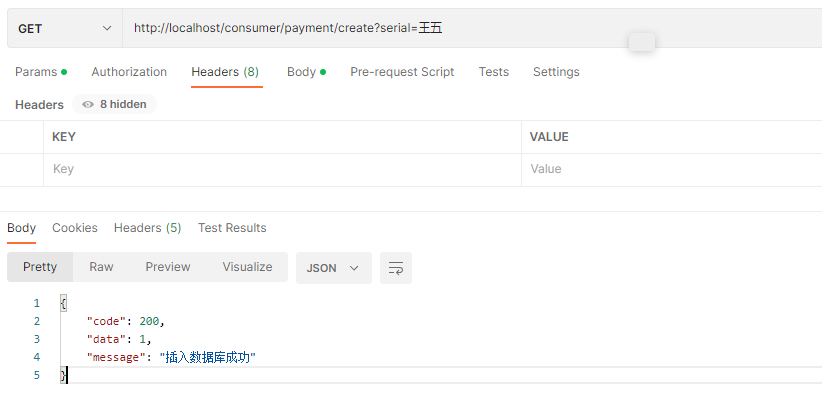 GET http://localhost/consumer/payment/create?serial=王五
Params Authorization Headers (8) Body Pre-request Script Tests Settings
Headers 8 hidden
KEY VALUE
Key Value
Body Cookies Headers (5) Test Results
Pretty Raw Preview Visualize JSON
1 {
2 "code": 200,
3 "data": 1,
4 "message": "插入数据库成功"
5 }